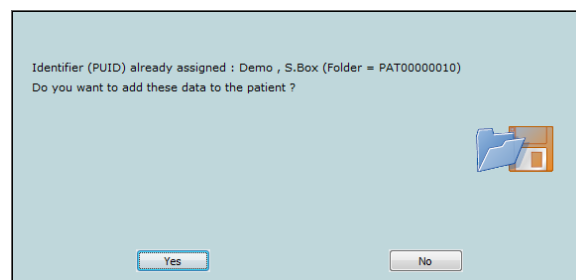 Identifier (PUID) already assigned : Demo , S.Box (Folder = PAT00000010)
Do you want to add these data to the patient ?
Yes No